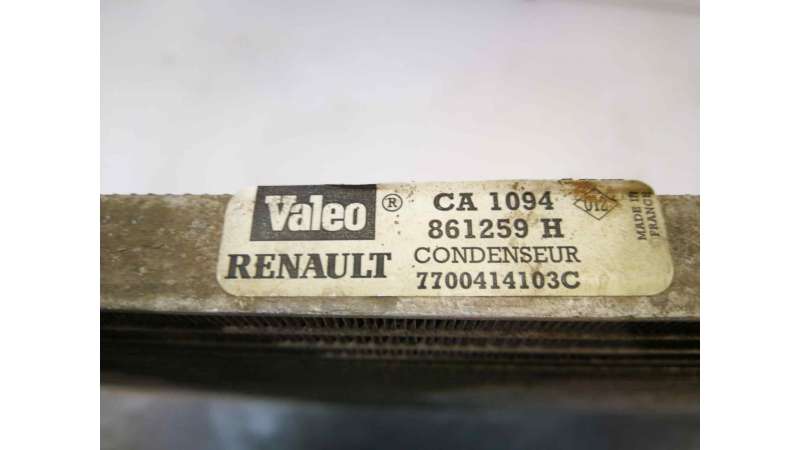 Valeo ® CA 1094
861259 H
RENAULT CONDENSEUR
7700414103C
MADE IN
FRANCE